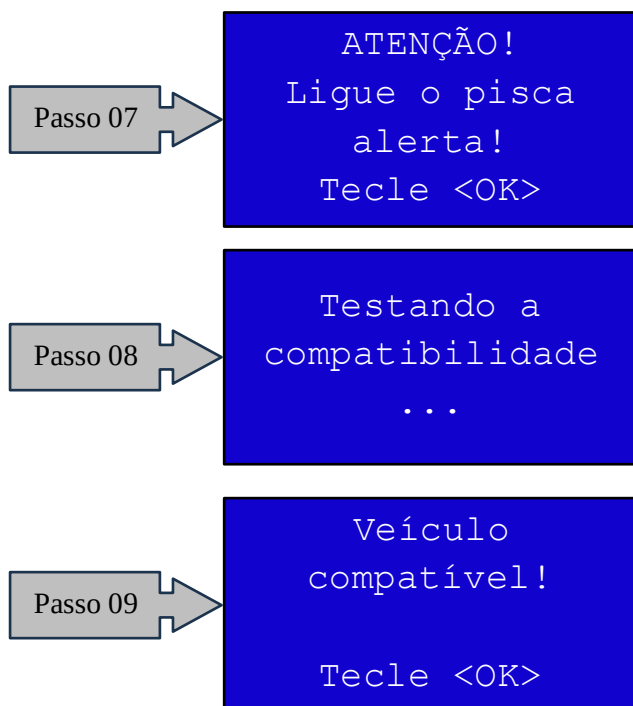 Passo 07
ATENÇÃO!
Ligue o pisca
alerta!
Tecle <OK>
Passo 08
Testando a
compatibilidade
...
Passo 09
Veículo
compatível!
Tecle <OK>